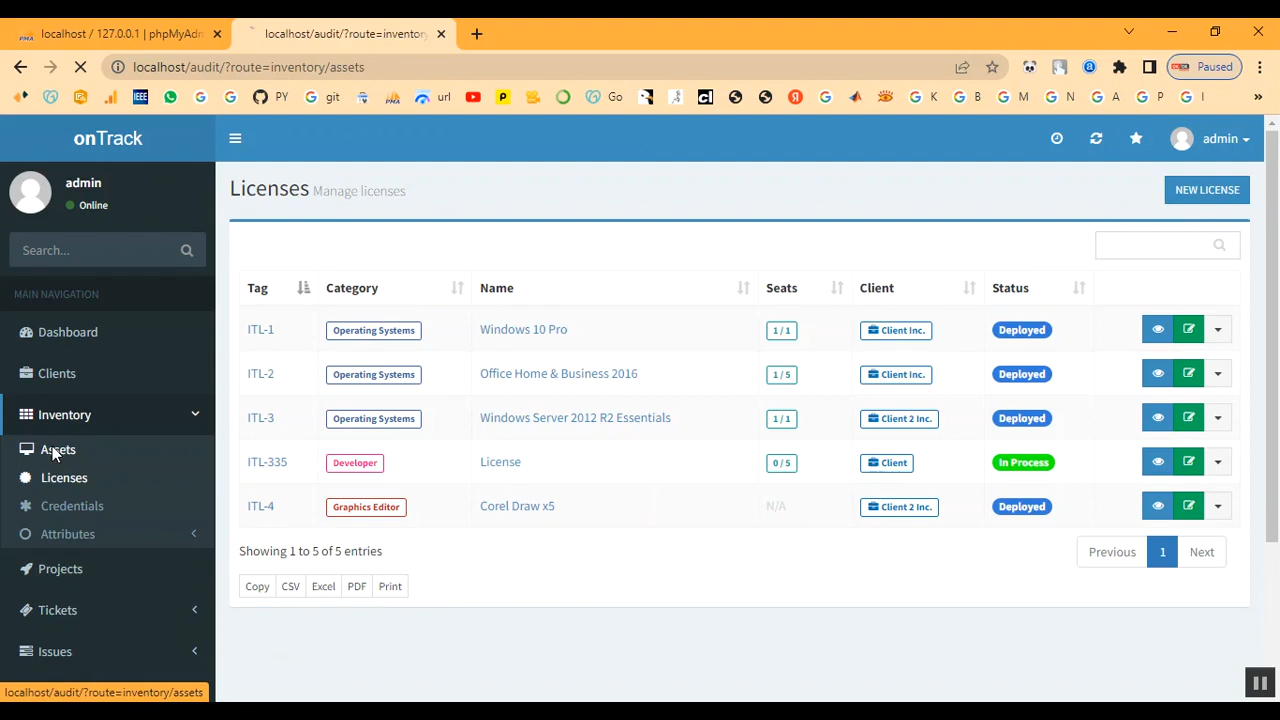 localhost / 127.0.0.1 | phpMyAdm
localhost/audit/?route=inventory
localhost/audit/?route=inventory/assets
Paused
IEEE
PY
git
PMA
url
Go
K
B
M
N
A
P
I
onTrack
admin
admin
Online
Search...
MAIN NAVIGATION
Dashboard
Clients
Inventory
Assets
Licenses
Credentials
Attributes
Projects
Tickets
Issues
Licenses Manage licenses
NEW LICENSE
Tag Category Name Seats Client Status
ITL-1 Operating Systems Windows 10 Pro 1 / 1 Client Inc. Deployed
ITL-2 Operating Systems Office Home & Business 2016 1 / 5 Client Inc. Deployed
ITL-3 Operating Systems Windows Server 2012 R2 Essentials 1 / 1 Client 2 Inc. Deployed
ITL-335 Developer License 0 / 5 Client In Process
ITL-4 Graphics Editor Corel Draw x5 N/A Client 2 Inc. Deployed
Showing 1 to 5 of 5 entries
Previous 1 Next
Copy CSV Excel PDF Print
localhost/audit/?route=inventory/assets